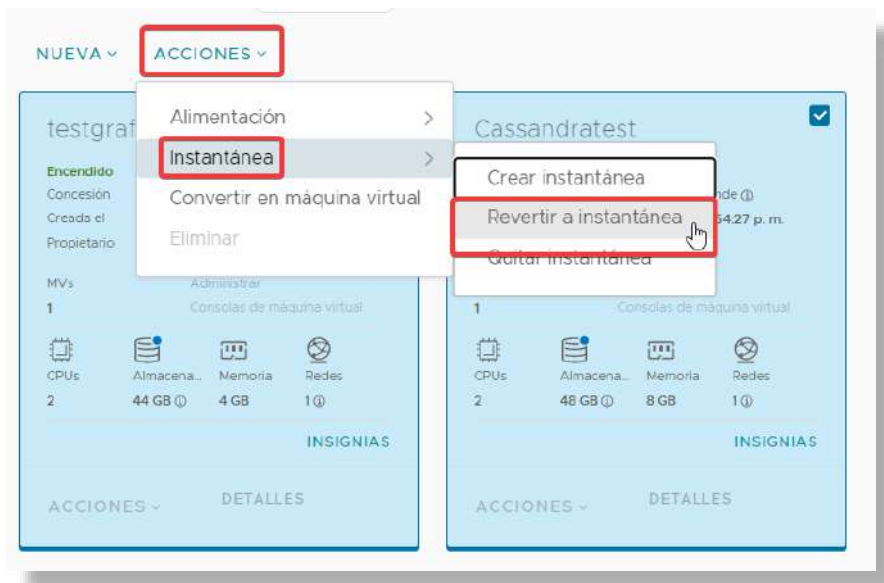 NUEVA ACCIONES
testgraf
Encendido
Concesión
Creada el
Propietario
MVs Administrar
1 Consolas de máquina virtual
CPUs Almacena... Memoria Redes
2 44 GB 4 GB 1
INSIGNIAS
ACCIONES DETALLES
Alimentación
Instantánea
Convertir en máquina virtual
Eliminar
Crear instantánea
Revertir a instantánea
Quitar instantánea
Cassandratest
54:27 p. m.
1 Consolas de máquina virtual
CPUs Almacena... Memoria Redes
2 48 GB 8 GB 1
INSIGNIAS
ACCIONES DETALLES